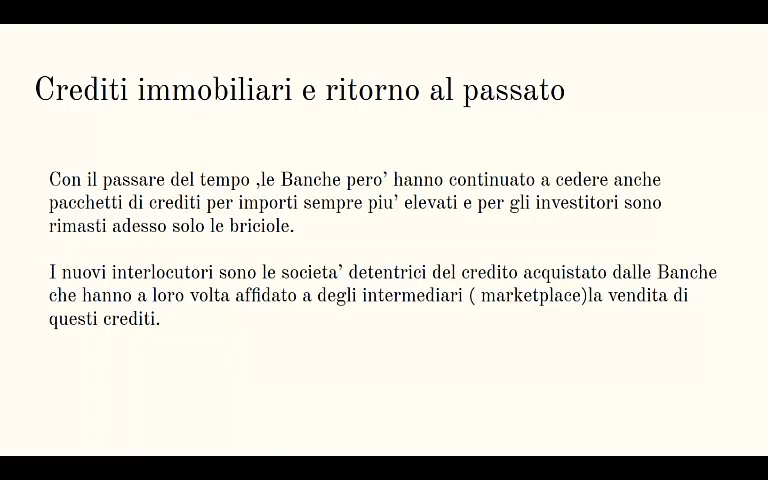 Crediti immobiliari e ritorno al passato
Con il passare del tempo ,le Banche pero’ hanno continuato a cedere anche
pacchetti di crediti per importi sempre piu’ elevati e per gli investitori sono
rimasti adesso solo le briciole.
I nuovi interlocutori sono le societa’ detentrici del credito acquistato dalle Banche
che hanno a loro volta affidato a degli intermediari ( marketplace)la vendita di
questi crediti.